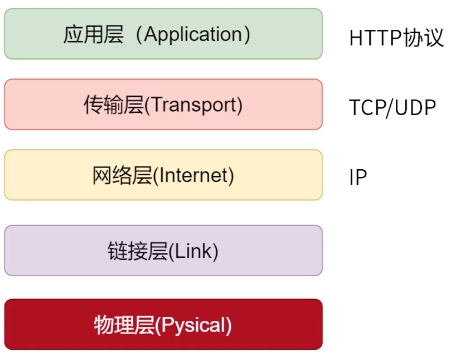 应用层（Application） HTTP协议
传输层(Transport) TCP/UDP
网络层(Internet) IP
链接层(Link)
物理层(Pysical)